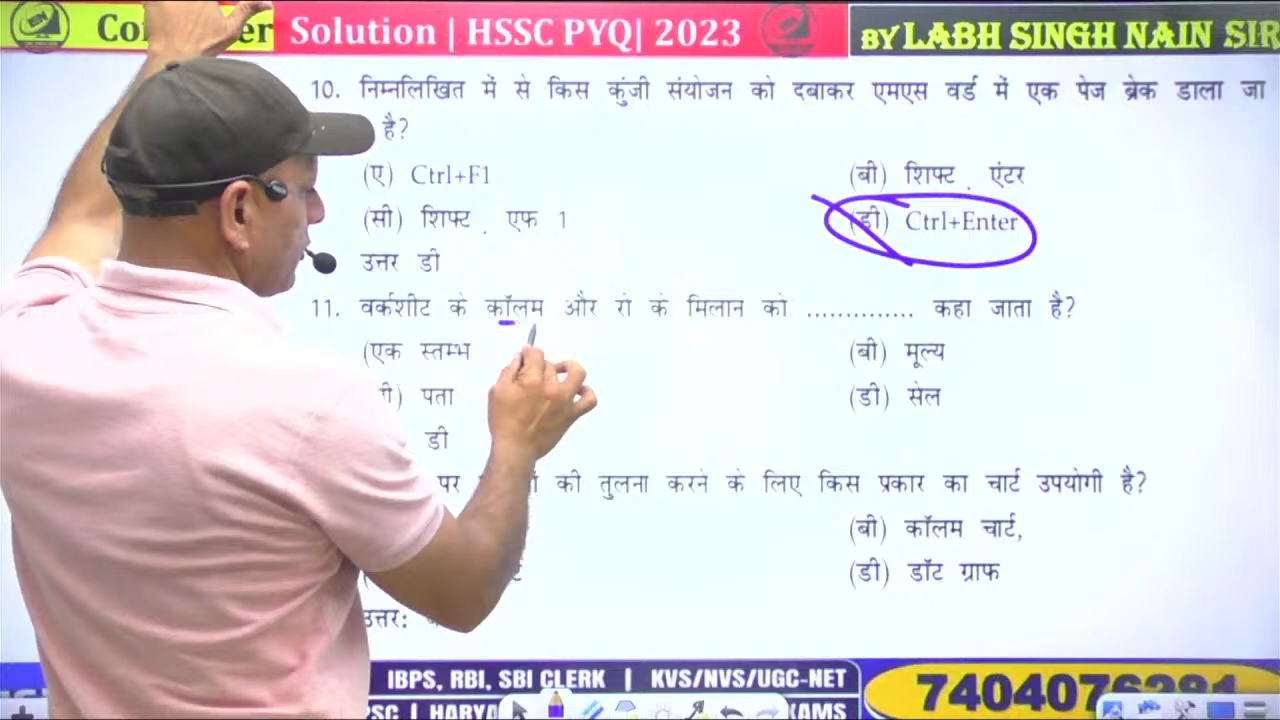 Solution | HSSC PYQ| 2023
BY LABH SINGH NAIN SIR
10. निम्नलिखित में से किस कुंजी संयोजन को दबाकर एमएस वर्ड में एक पेज ब्रेक डाला जा
है?
(ए) Ctrl+F1 (बी) शिफ्ट . एंटर
(सी) शिफ्ट . एफ 1 (डी) Ctrl+Enter
उत्तर डी
11. वर्कशीट के कॉलम और रो के मिलान को .............. कहा जाता है?
(एक स्तम्भ (बी) मूल्य
पता (डी) सेल
डी
पर की तुलना करने के लिए किस प्रकार का चार्ट उपयोगी है?
(बी) कॉलम चार्ट,
(डी) डॉट ग्राफ
उत्तर:
IBPS, RBI, SBI CLERK | KVS/NVS/UGC-NET
7404076281